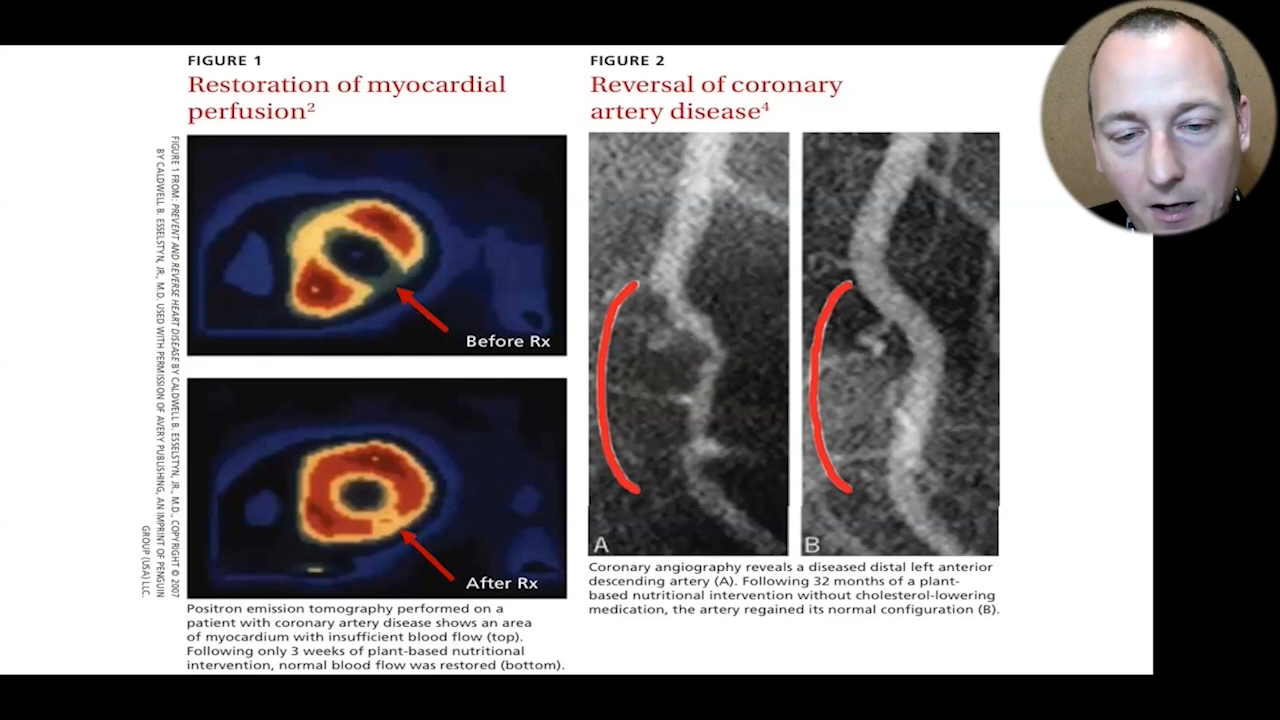 FIGURE 1
Restoration of myocardial
perfusion²
FIGURE 1 FROM: PREVENT AND REVERSE HEART DISEASE BY CALDWELL B. ESSELSTYN, JR., M.D., COPYRIGHT © 2007
BY CALDWELL B. ESSELSTYN, JR., M.D. USED WITH PERMISSION OF AVERY PUBLISHING, AN IMPRINT OF PENGUIN
GROUP (USA) LLC.
Before Rx
After Rx
Positron emission tomography performed on a
patient with coronary artery disease shows an area
of myocardium with insufficient blood flow (top).
Following only 3 weeks of plant-based nutritional
intervention, normal blood flow was restored (bottom).
FIGURE 2
Reversal of coronary
artery disease⁴
A
B
Coronary angiography reveals a diseased distal left anterior
descending artery (A). Following 32 months of a plant-
based nutritional intervention without cholesterol-lowering
medication, the artery regained its normal configuration (B).